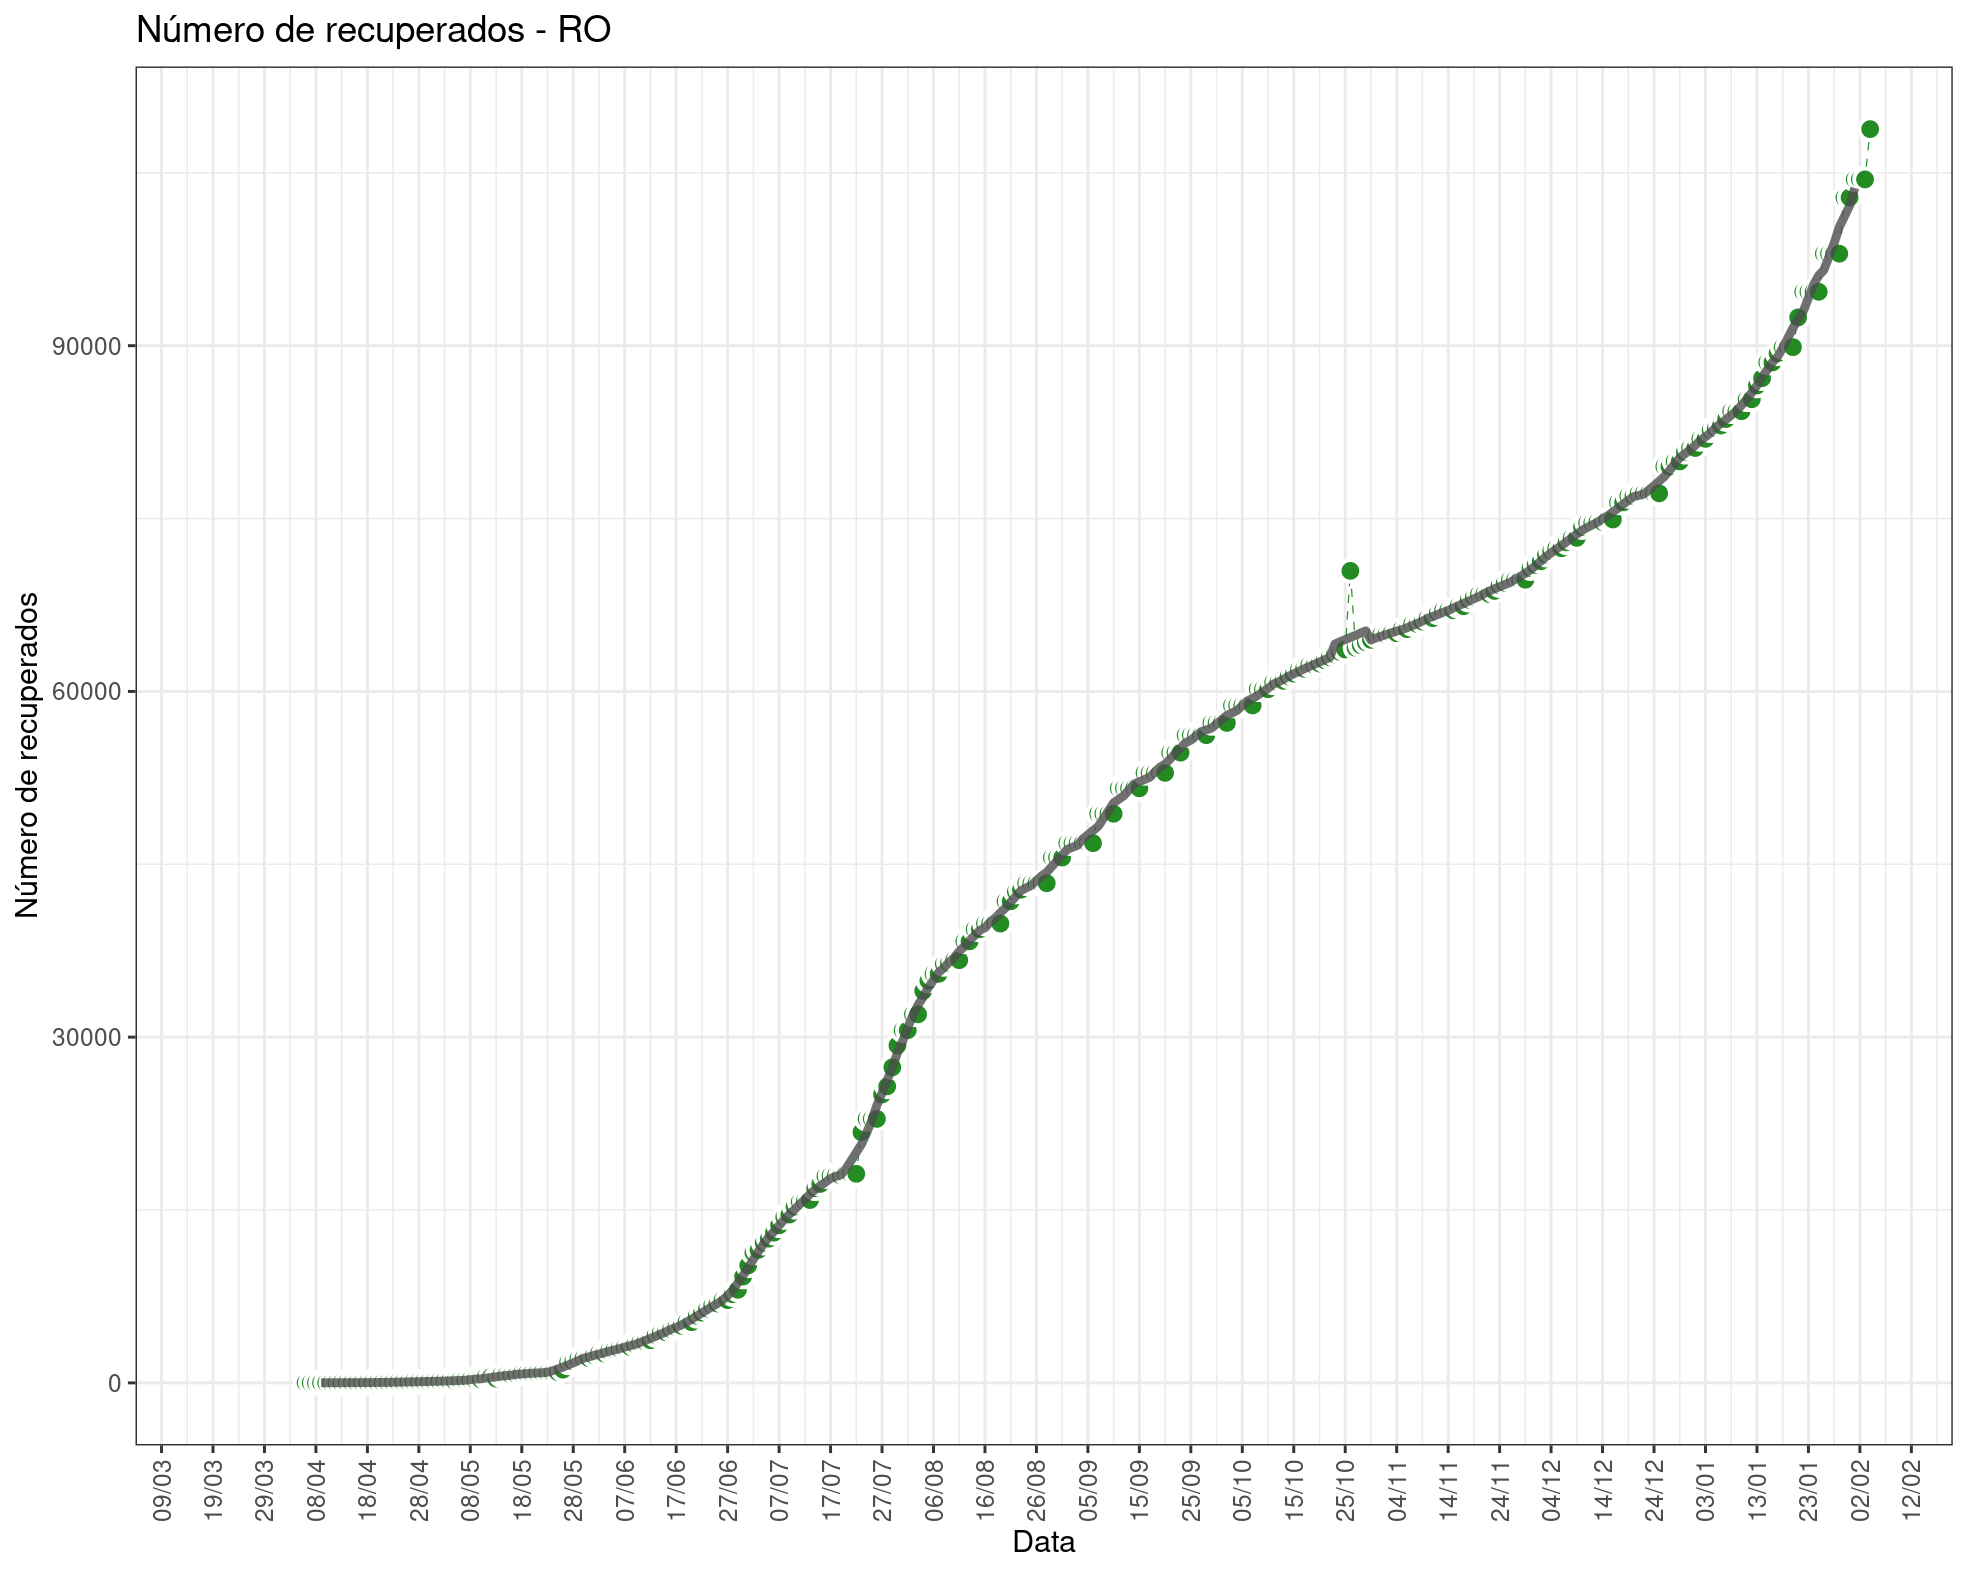 Número de recuperados - RO
Número de recuperados
90000
60000
30000
0
09/03 19/03 29/03 08/04 18/04 28/04 08/05 18/05 28/05 07/06 17/06 27/06 07/07 17/07 27/07 06/08 16/08 26/08 05/09 15/09 25/09 05/10 15/10 25/10 04/11 14/11 24/11 04/12 14/12 24/12 03/01 13/01 23/01 02/02 12/02
Data